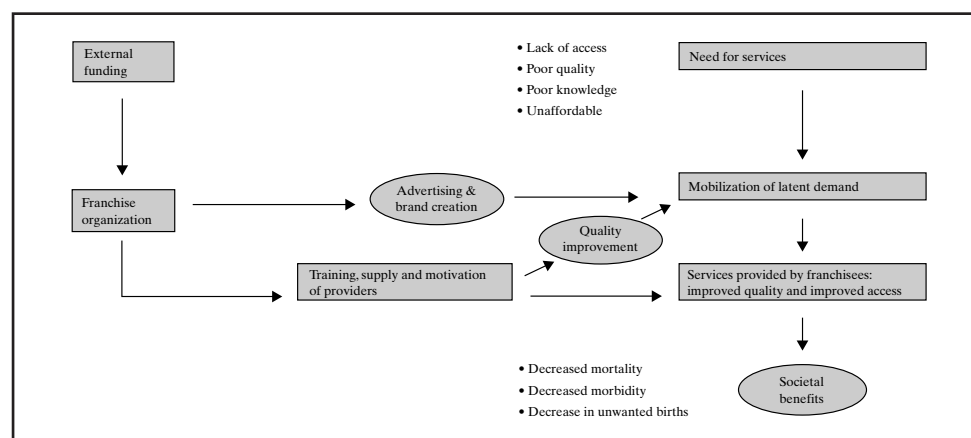 External
funding
• Lack of access
• Poor quality
• Poor knowledge
• Unaffordable
Need for services
Franchise
organization
Advertising &
brand creation
Mobilization of latent demand
Quality
improvement
Training, supply and motivation
of providers
Services provided by franchisees:
improved quality and improved access
• Decreased mortality
• Decreased morbidity
• Decrease in unwanted births
Societal
benefits